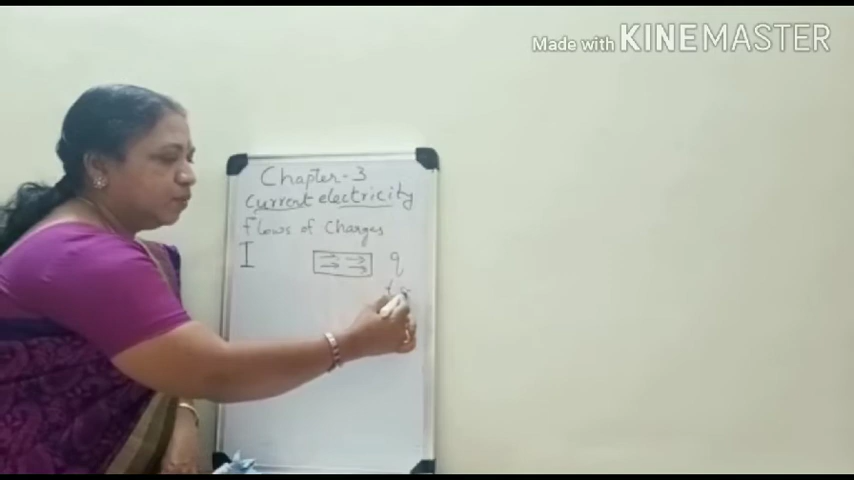 Made with KINEMASTER
Chapter-3
current electricity
flows of charges
I q
t s